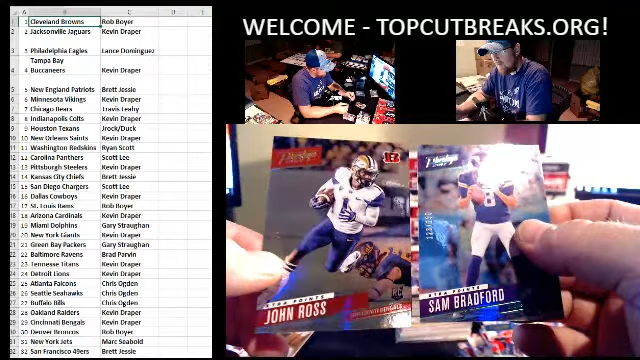 A B C D E
1 Cleveland Browns Rob Boyer
2 Jacksonville Jaguars Kevin Draper
3 Philadelphia Eagles Lance Dominguez
Tampa Bay
4 Buccaneers Kevin Draper
5 New England Patriots Brett Jessie
6 Minnesota Vikings Kevin Draper
7 Chicago Bears Travis Leahy
8 Indianapolis Colts Kevin Draper
9 Houston Texans Jrock/Duck
10 New Orleans Saints Kevin Draper
11 Washington Redskins Ryan Scott
12 Carolina Panthers Scott Lee
13 Pittsburgh Steelers Kevin Draper
14 Kansas City Chiefs Brett Jessie
15 San Diego Chargers Scott Lee
16 Dallas Cowboys Kevin Draper
17 St. Louis Rams Rob Boyer
18 Arizona Cardinals Kevin Draper
19 Miami Dolphins Gary Straughan
20 New York Giants Kevin Draper
21 Green Bay Packers Gary Straughan
22 Baltimore Ravens Brad Parvin
23 Tennessee Titans Kevin Draper
24 Detroit Lions Kevin Draper
25 Atlanta Falcons Chris Ogden
26 Seattle Seahawks Chris Ogden
27 Buffalo Bills Chris Ogden
28 Oakland Raiders Kevin Draper
29 Cincinnati Bengals Kevin Draper
30 Denver Broncos Rob Boyer
31 New York Jets Marc Seabold
32 San Francisco 49ers Brett Jessie
WELCOME - TOPCUTBREAKS.ORG!
Prestige
XTRA POINTS
JOHN ROSS
Prestige
8
XTRA POINTS
SAM BRADFORD